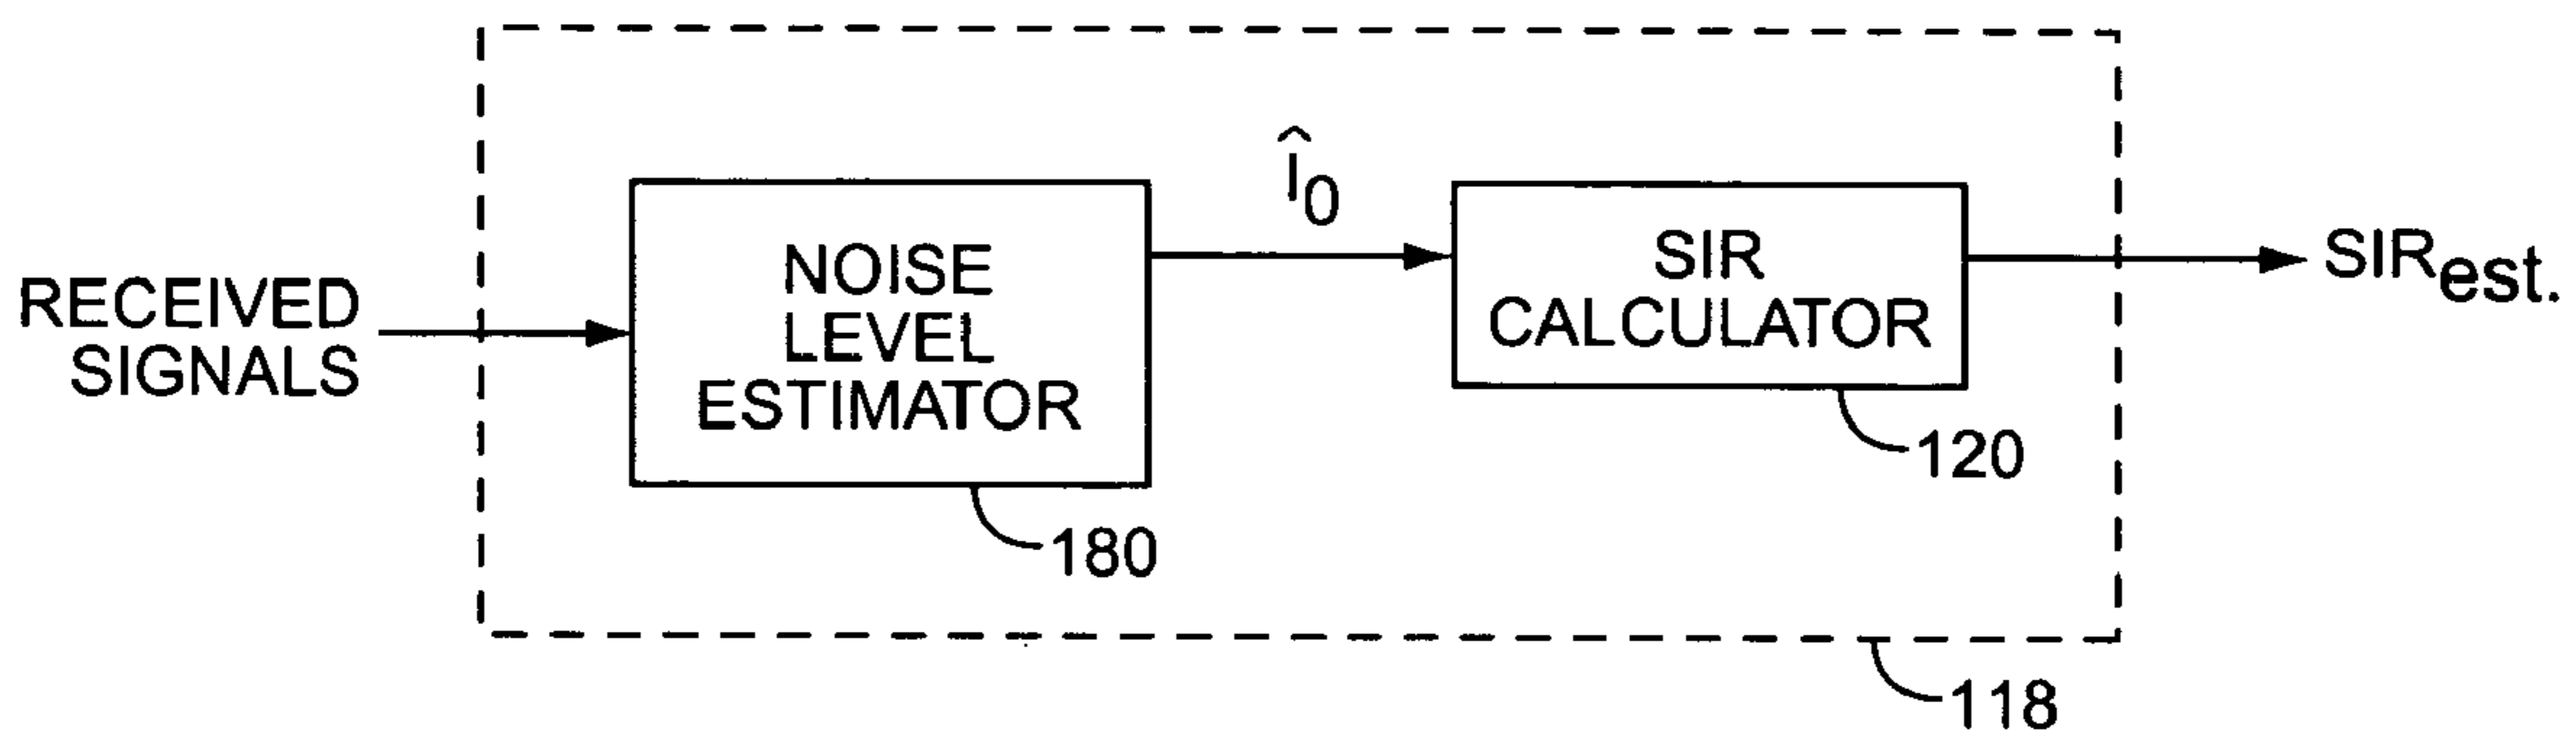 RECEIVED
SIGNALS
NOISE
LEVEL
ESTIMATOR
180
Î0
SIR
CALCULATOR
120
SIRest.
118